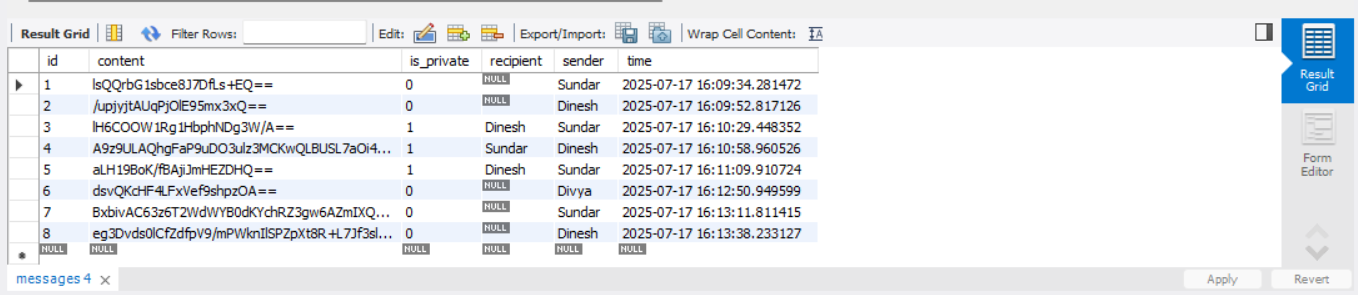 Result Grid Filter Rows: Edit: Export/Import: Wrap Cell Content: IA
id content is_private recipient sender time
1 lsQQrbG1sbce8J7DfLs+EQ== 0 NULL Sundar 2025-07-17 16:09:34.281472
2 /upjyjtAUqPjOlE95mx3xQ== 0 NULL Dinesh 2025-07-17 16:09:52.817126
3 lH6COOW1Rg1HbphNDg3W/A== 1 Dinesh Sundar 2025-07-17 16:10:29.448352
4 A9z9ULAQhgFaP9uDO3ulz3MCKwQLBUSL7aOi4... 1 Sundar Dinesh 2025-07-17 16:10:58.960526
5 aLH19BoK/fBAjiJmHEZDHQ== 1 Dinesh Sundar 2025-07-17 16:11:09.910724
6 dsvQKcHF4LFxVef9shpzOA== 0 NULL Divya 2025-07-17 16:12:50.949599
7 BxbivAC63z6T2WdWYB0dKYchRZ3gw6AZmIXQ... 0 NULL Sundar 2025-07-17 16:13:11.811415
8 eg3Dvds0lCfZdfpV9/mPWknIlSPZpXt8R+L7Jf3sl... 0 NULL Dinesh 2025-07-17 16:13:38.233127
NULL NULL NULL NULL NULL NULL
Result
Grid
Form
Editor
messages 4
Apply Revert